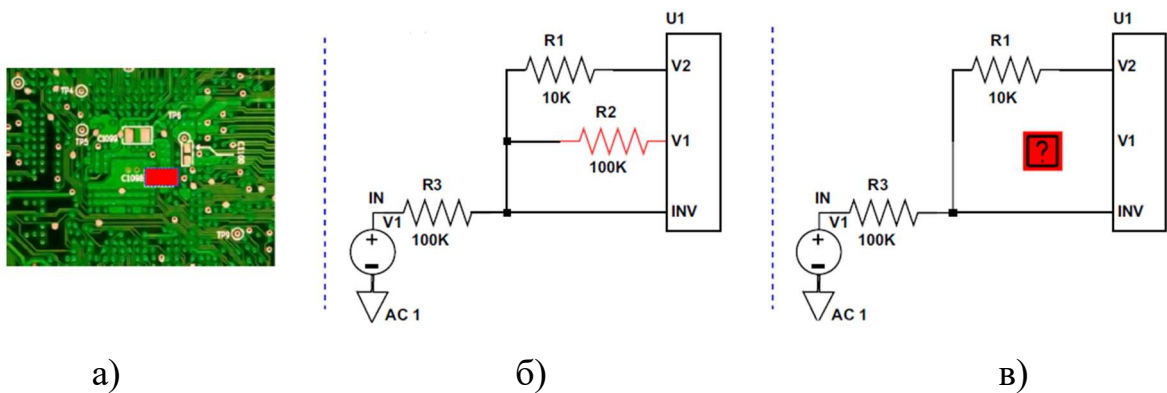 TP4
TP6
C1099
TP5
C1100
C1098
TP9
U1
R1
V2
10K
R2
V1
100K
R3
IN
V1
INV
100K
AC 1
U1
R1
V2
10K
?
V1
R3
IN
V1
INV
100K
AC 1
а)
б)
в)